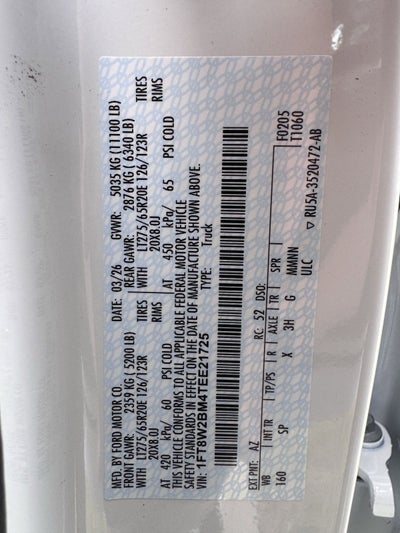 MFD. BY FORD MOTOR CO.
DATE: 03/26 GVWR: 5035 KG (11100 LB)
FRONT GAWR: 2359 KG ( 5200 LB) REAR GAWR: 2876 KG ( 6340 LB)
WITH LT275/65R20E 126/123R TIRES WITH LT275/65R20E 126/123R TIRES
20X8.0J RIMS 20X8.0J RIMS
AT 420 kPa/ 60 PSI COLD AT 450 kPa/ 65 PSI COLD
THIS VEHICLE CONFORMS TO ALL APPLICABLE FEDERAL MOTOR VEHICLE
SAFETY STANDARDS IN EFFECT ON THE DATE OF MANUFACTURE SHOWN ABOVE.
VIN: 1FT8W2BM4TEE21725 TYPE: Truck
F0205
T1060
EXT PNT: AZ RC: 52 DSO:
WB INT TR TP/PS R AXLE TR SPR
160 SP X 3H G MMNNN
ULC ▽ RU5A-3520472-AB